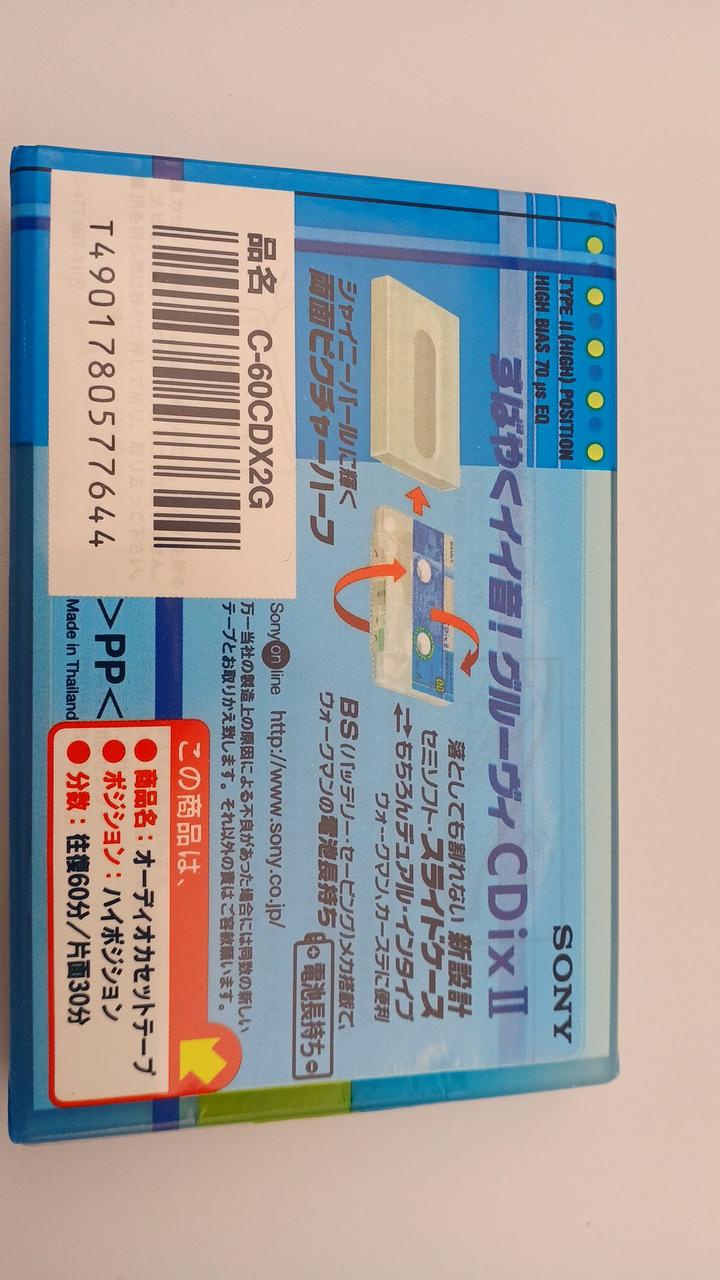 SONY
TYPE II (HIGH) POSITION
HIGH BIAS 70 µs EQ
すばやくイイ音!グルーヴィ CDixII
落としても割れない 新設計
セミソフト・スライドケース
⇄もちろんデュアル・インタイプ
ウォークマン、カーステに便利
シャイニーパールに輝く
両面ピクチャーハーフ
BS(バッテリー・セービング)メカ搭載で、
ウォークマンの電池長持ち
電池長持ち
Sony on line http://www.sony.co.jp/
万一当社の製造上の原因による不良があった場合には同数の新しい
テープとお取りかえ致します。それ以外の責はご容赦願います。
品名 C-60CDX2G
T4901780577644
>PP<
Made in Thailand
この商品は、
●商品名:オーディオカセットテープ
●ポジション:ハイポジション
●分数:往復60分/片面30分